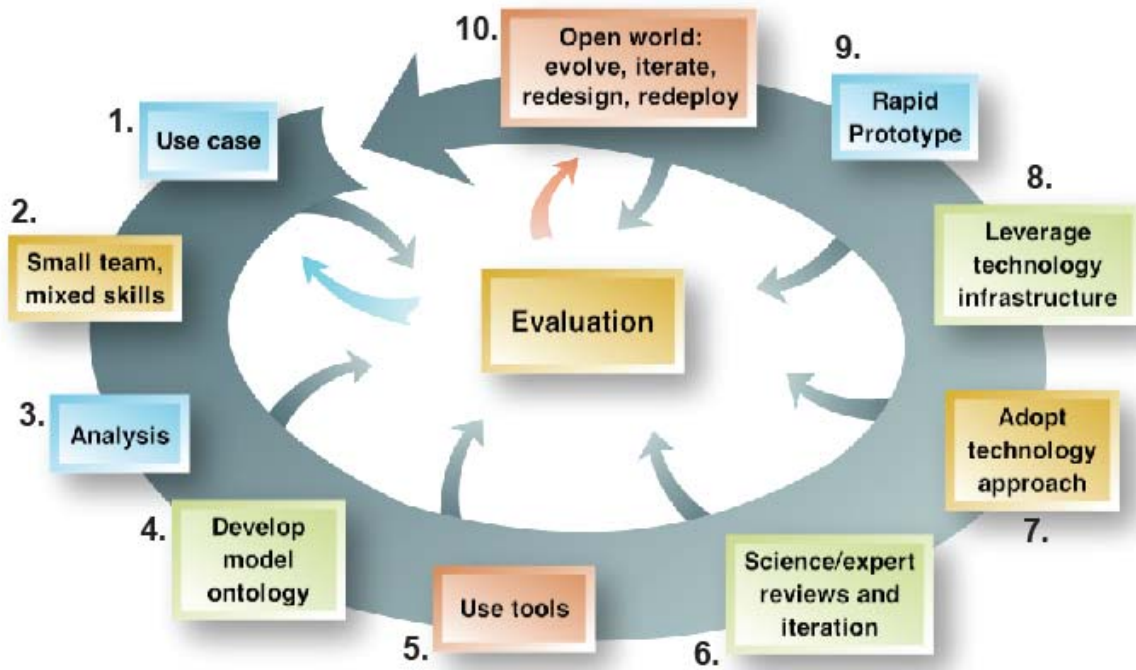 1.
Use case
2.
Small team,
mixed skills
3.
Analysis
4.
Develop
model
ontology
5.
Use tools
6.
Science/expert
reviews and
iteration
7.
Adopt
technology
approach
8.
Leverage
technology
infrastructure
9.
Rapid
Prototype
10.
Open world:
evolve, iterate,
redesign, redeploy
Evaluation